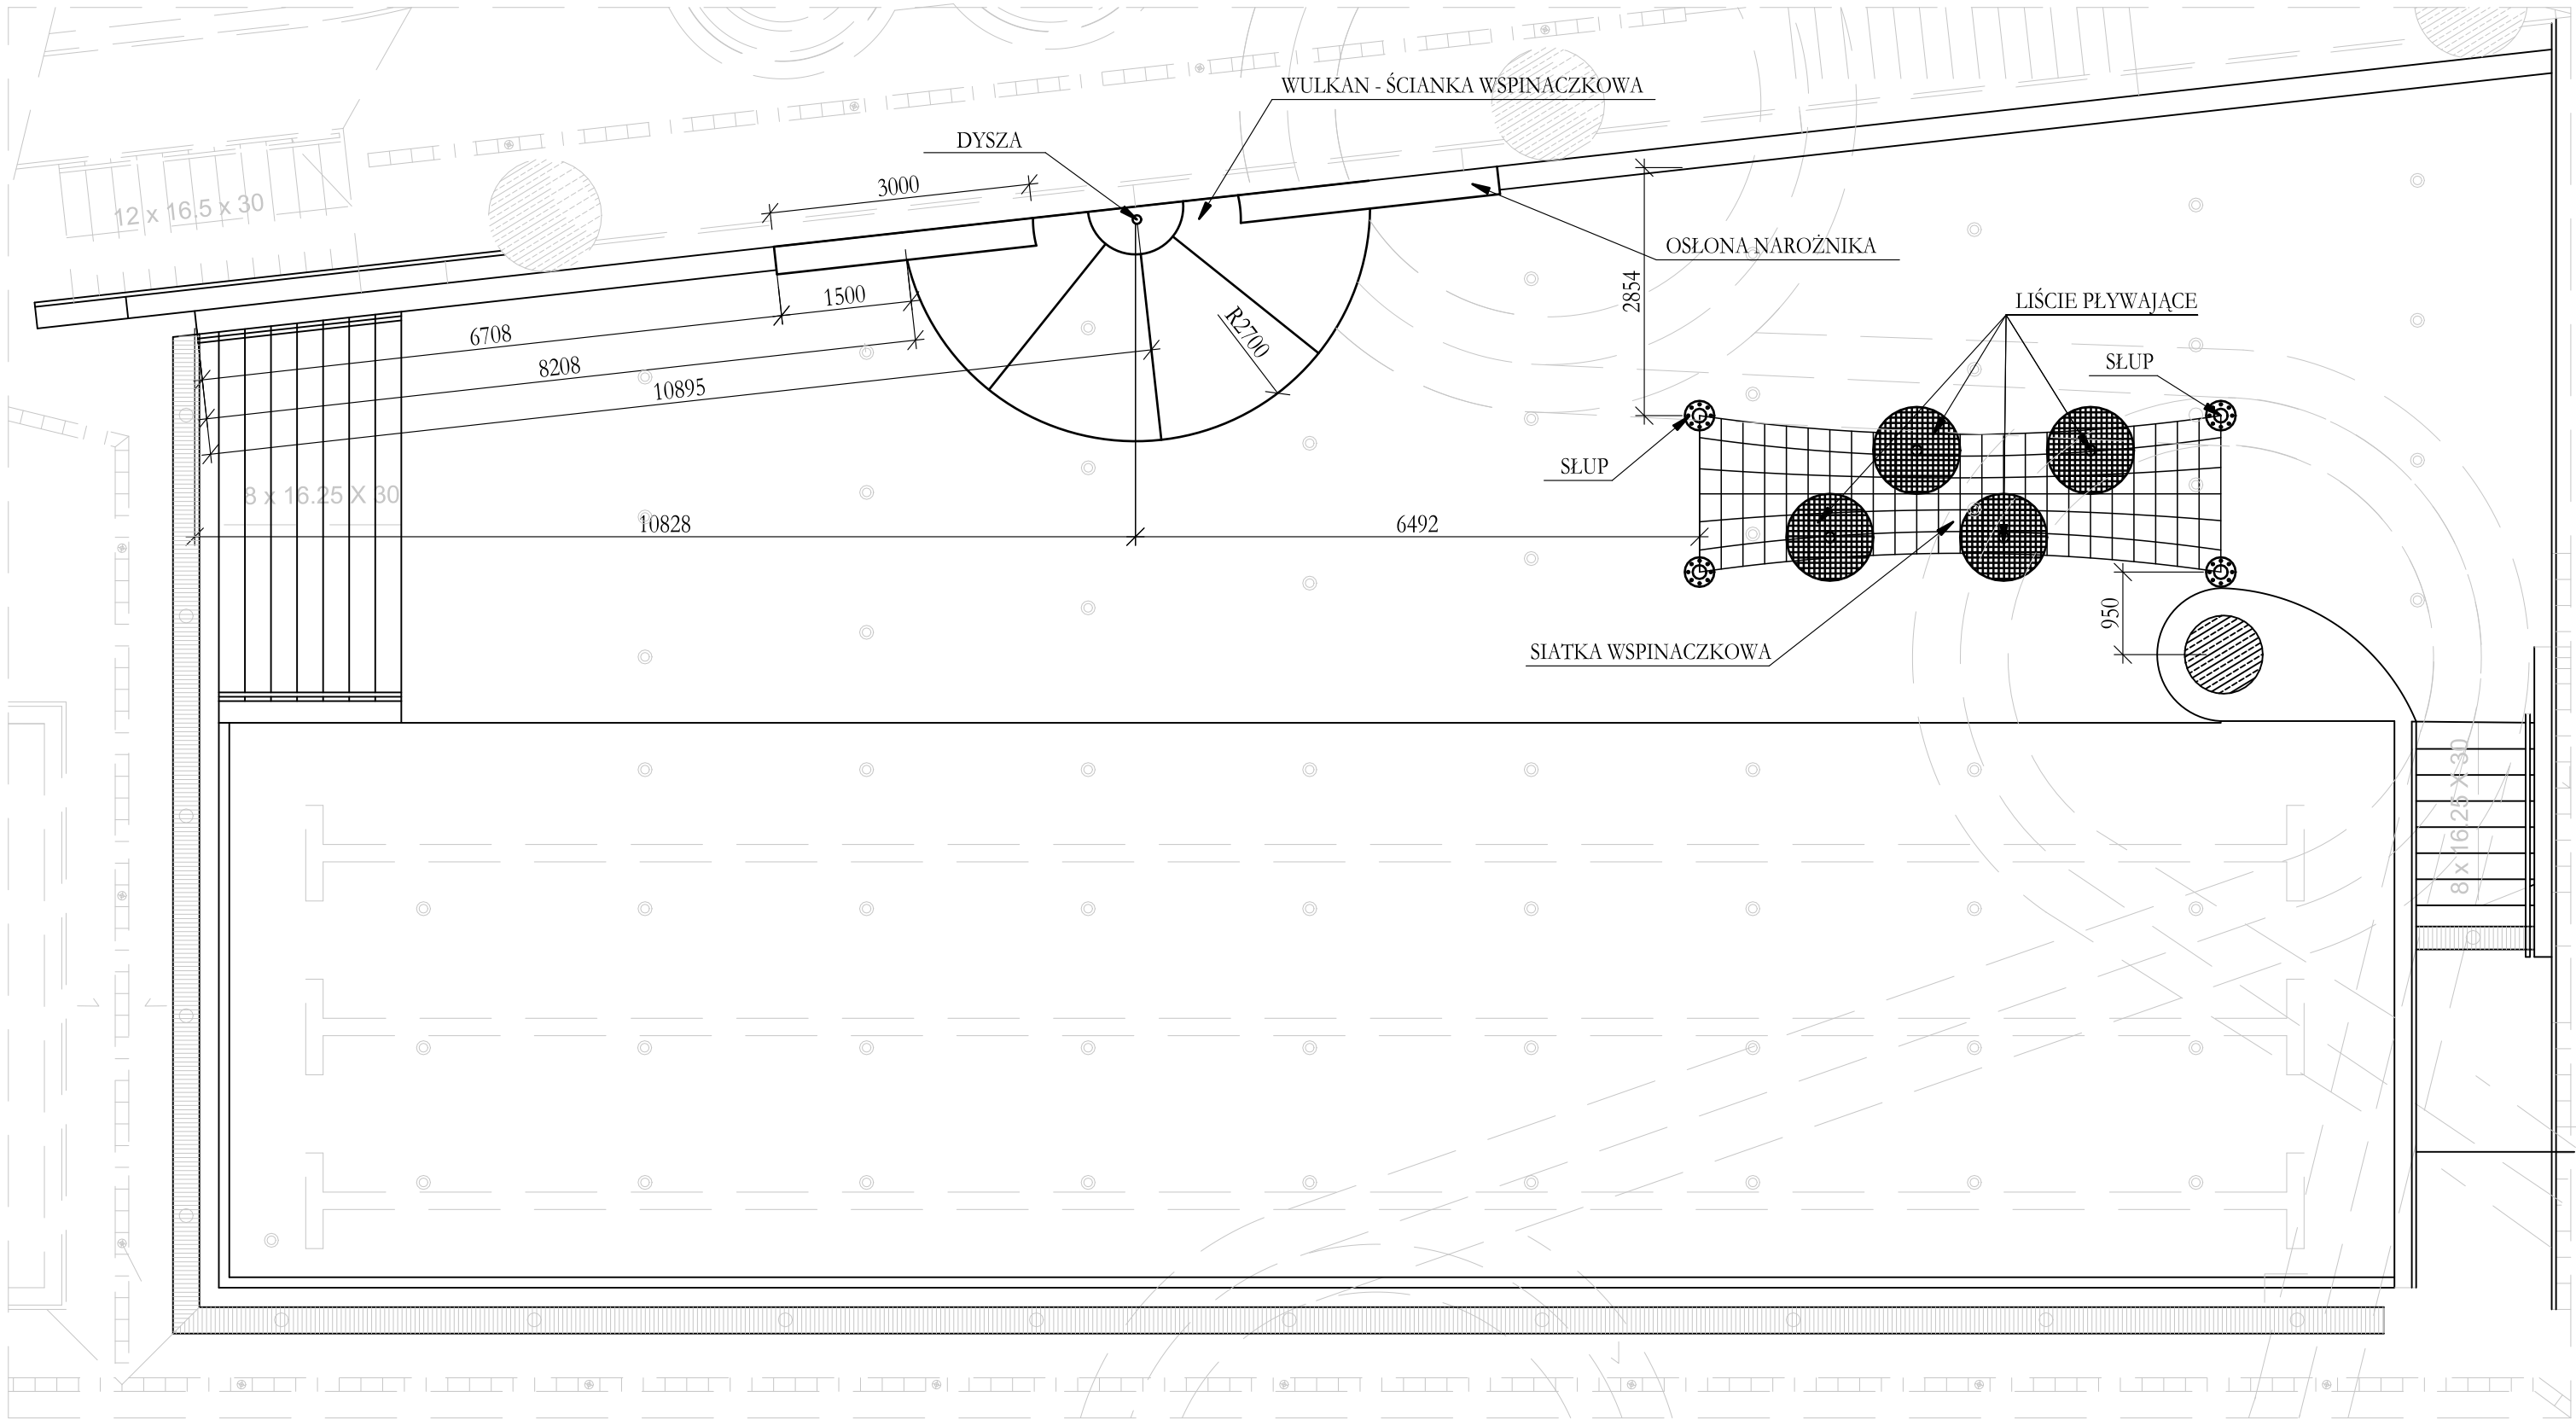 WULKAN - ŚCIANKA WSPINACZKOWA
DYSZA
3000
12 x 16.5 x 30
OSŁONA NAROŻNIKA
2854
1500
LIŚCIE PŁYWAJĄCE
R2700
6708
8208
SŁUP
10895
SŁUP
8 x 16.25 X 30
10828
6492
950
SIATKA WSPINACZKOWA
8 x 16.25 X 30